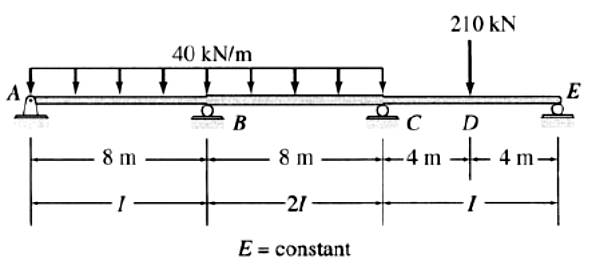 210 kN
40 kN/m
A E
B C D
8 m 8 m 4 m 4 m
I 2I I
E = constant